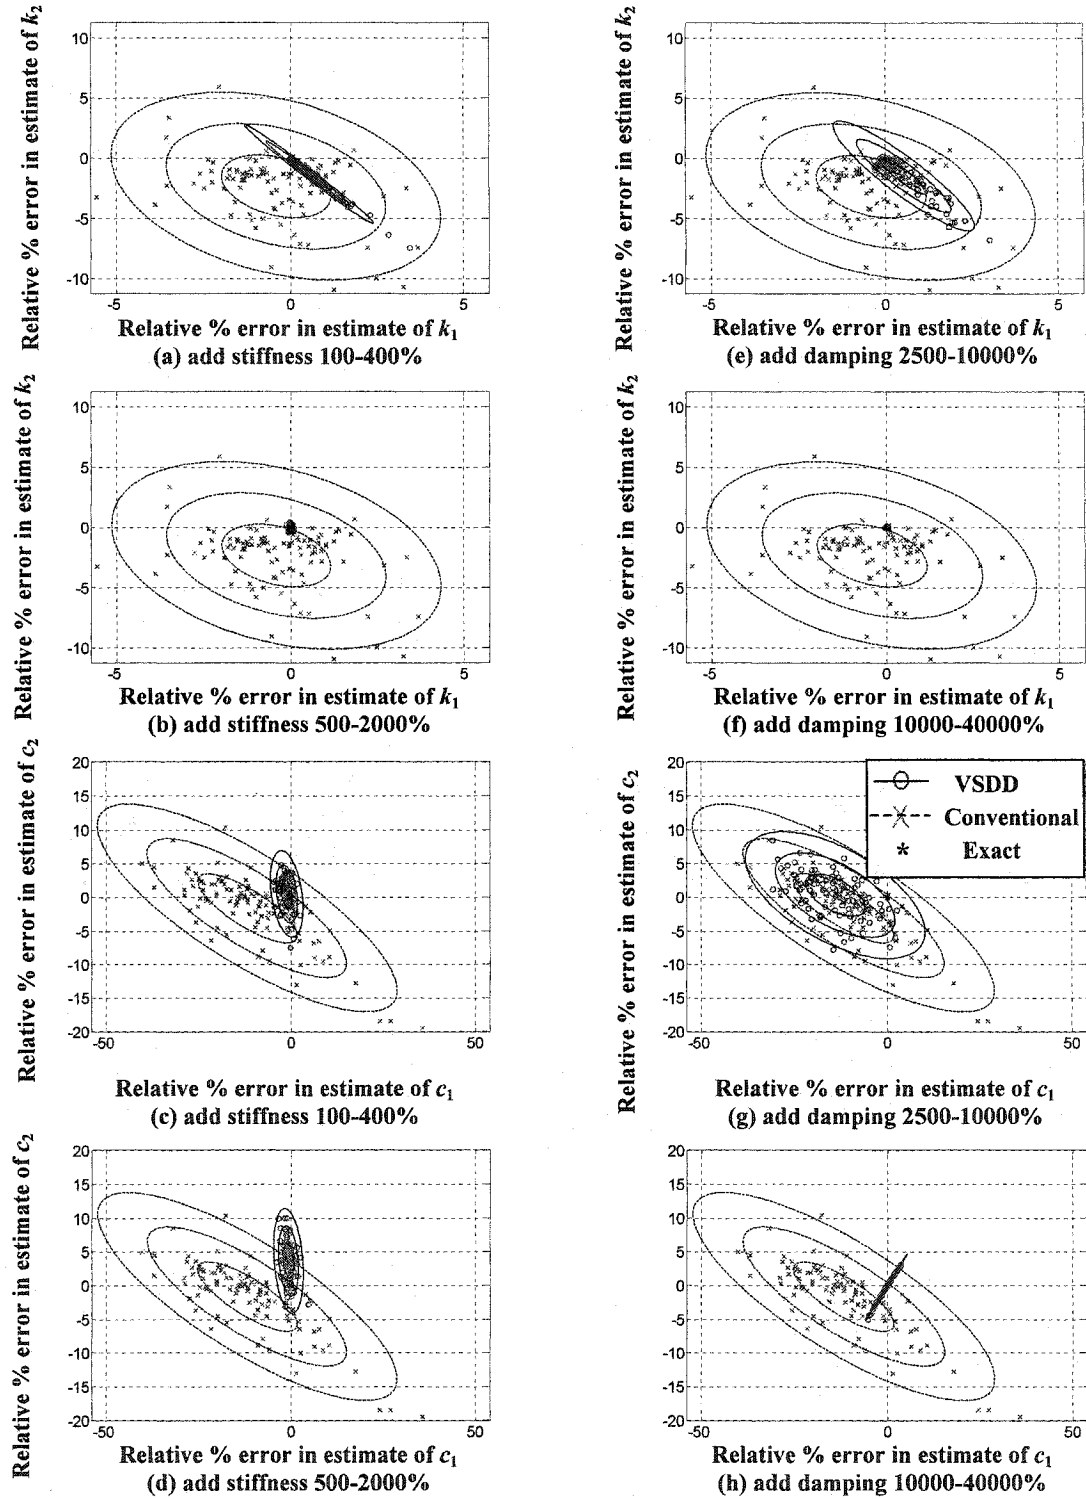 Relative % error in estimate of k2
10
5
0
-5
-10
-5
0
5
Relative % error in estimate of k1
(a) add stiffness 100-400%
Relative % error in estimate of k2
10
5
0
-5
-10
-5
0
5
Relative % error in estimate of k1
(e) add damping 2500-10000%
Relative % error in estimate of k2
10
5
0
-5
-10
-5
0
5
Relative % error in estimate of k1
(b) add stiffness 500-2000%
Relative % error in estimate of k2
10
5
0
-5
-10
-5
0
5
Relative % error in estimate of k1
(f) add damping 10000-40000%
Relative % error in estimate of c2
20
15
10
5
0
-5
-10
-15
-20
-50
0
50
Relative % error in estimate of c1
(c) add stiffness 100-400%
Relative % error in estimate of c2
20
15
10
5
0
-5
-10
-15
-20
-50
0
50
VSDD
Conventional
Exact
Relative % error in estimate of c1
(g) add damping 2500-10000%
Relative % error in estimate of c2
20
15
10
5
0
-5
-10
-15
-20
-50
0
50
Relative % error in estimate of c1
(d) add stiffness 500-2000%
Relative % error in estimate of c2
20
15
10
5
0
-5
-10
-15
-20
-50
0
50
Relative % error in estimate of c1
(h) add damping 10000-40000%